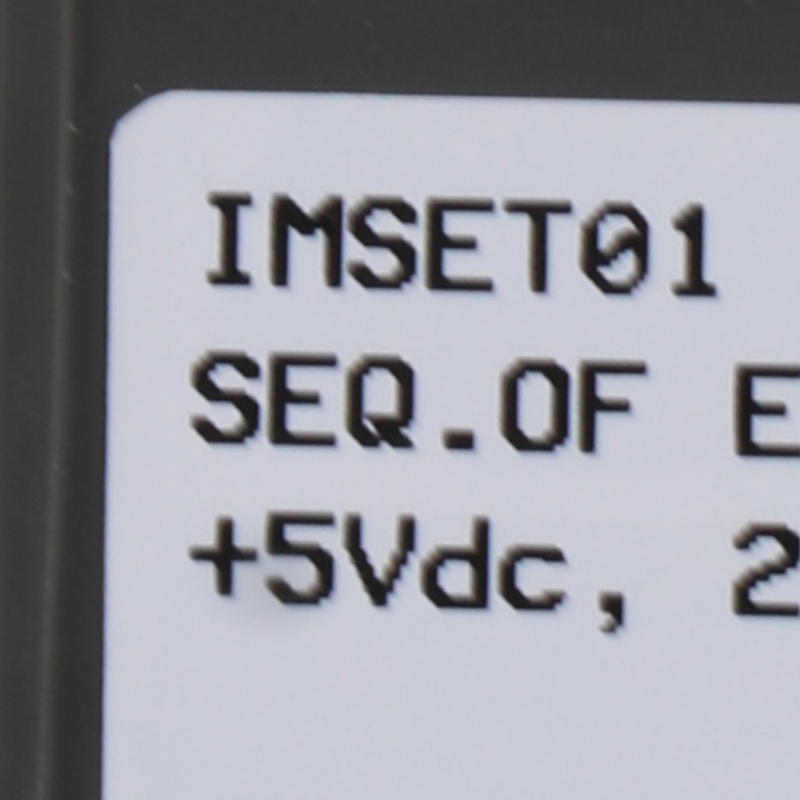 IMSET01
SEQ.OF E
+5Vdc, 2